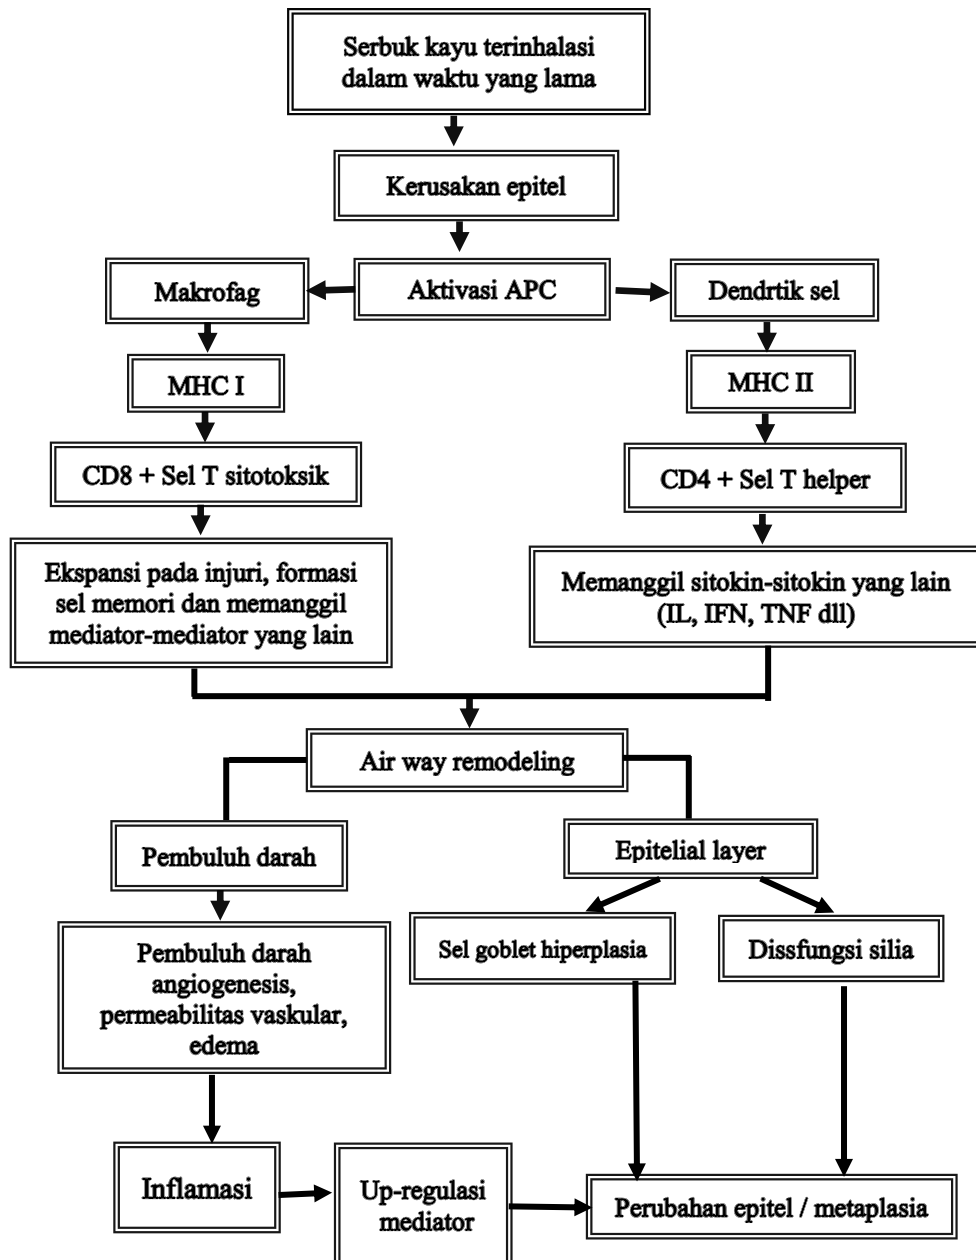 Serbuk kayu terinhalasi
dalam waktu yang lama
Kerusakan epitel
Makrofag
Aktivasi APC
Dendrtik sel
MHC I
MHC II
CD8 + Sel T sitotoksik
CD4 + Sel T helper
Ekspansi pada injuri, formasi
sel memori dan memanggil
mediator-mediator yang lain
Memanggil sitokin-sitokin yang lain
(IL, IFN, TNF dll)
Air way remodeling
Pembuluh darah
Epitelial layer
Pembuluh darah
angiogenesis,
permeabilitas vaskular,
edema
Sel goblet hiperplasia
Dissfungsi silia
Inflamasi
Up-regulasi
mediator
Perubahan epitel / metaplasia